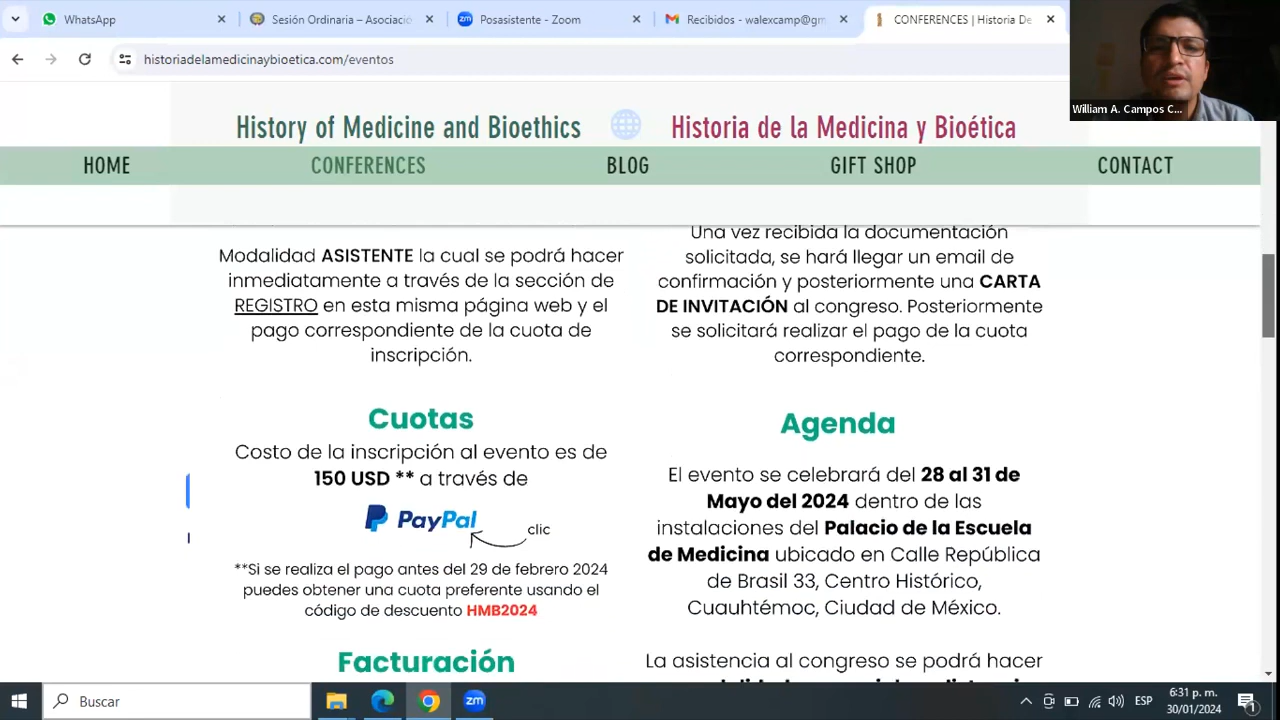 WhatsApp
Sesión Ordinaria – Asociació
Posasistente - Zoom
Recibidos - walexcamp@gm
CONFERENCES | Historia De
historiadelamedicinaybioetica.com/eventos
William A. Campos C...
History of Medicine and Bioethics
Historia de la Medicina y Bioética
HOME
CONFERENCES
BLOG
GIFT SHOP
CONTACT
Modalidad ASISTENTE la cual se podrá hacer
inmediatamente a través de la sección de
REGISTRO en esta misma página web y el
pago correspondiente de la cuota de
inscripción.
Cuotas
Costo de la inscripción al evento es de
150 USD ** a través de
PayPal
clic
**Si se realiza el pago antes del 29 de febrero 2024
puedes obtener una cuota preferente usando el
código de descuento HMB2024
Facturación
Una vez recibida la documentación
solicitada, se hará llegar un email de
confirmación y posteriormente una CARTA
DE INVITACIÓN al congreso. Posteriormente
se solicitará realizar el pago de la cuota
correspondiente.
Agenda
El evento se celebrará del 28 al 31 de
Mayo del 2024 dentro de las
instalaciones del Palacio de la Escuela
de Medicina ubicado en Calle República
de Brasil 33, Centro Histórico,
Cuauhtémoc, Ciudad de México.
La asistencia al congreso se podrá hacer
Buscar
zm
ESP
6:31 p. m.
30/01/2024
1